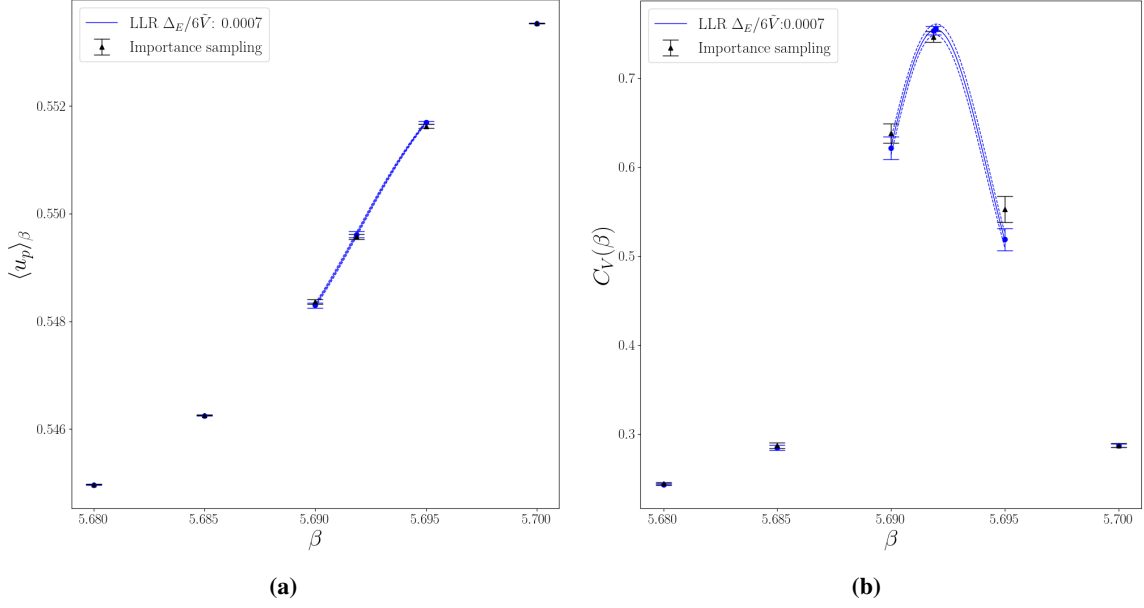 LLR Δ_E/6Ṽ: 0.0007
Importance sampling
0.552
0.550
0.548
0.546
⟨u_p⟩_β
5.680 5.685 5.690 5.695 5.700
β
(a)
LLR Δ_E/6Ṽ:0.0007
Importance sampling
0.7
0.6
0.5
0.4
0.3
C_V(β)
5.680 5.685 5.690 5.695 5.700
β
(b)